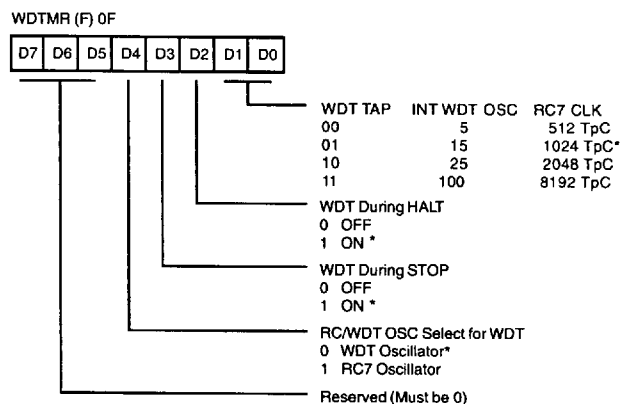 WDTMR (F) 0F
D7 D6 D5 D4 D3 D2 D1 D0
WDT TAP INT WDT OSC RC7 CLK
00 5 512 TpC
01 15 1024 TpC*
10 25 2048 TpC
11 100 8192 TpC
WDT During HALT
0 OFF
1 ON *
WDT During STOP
0 OFF
1 ON *
RC/WDT OSC Select for WDT
0 WDT Oscillator*
1 RC7 Oscillator
Reserved (Must be 0)